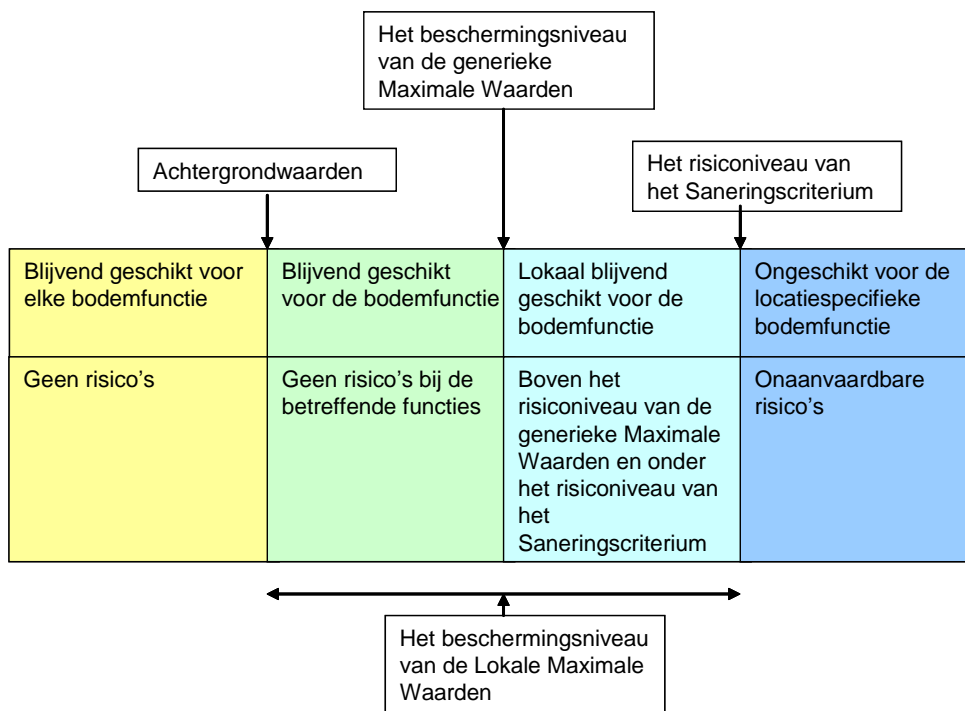 Het beschermingsniveau
van de generieke
Maximale Waarden
Achtergrondwaarden
Het risiconiveau van
het Saneringscriterium
Blijvend geschikt voor
elke bodemfunctie
Blijvend geschikt
voor de bodemfunctie
Lokaal blijvend
geschikt voor de
bodemfunctie
Ongeschikt voor de
locatiespecifieke
bodemfunctie
Geen risico's
Geen risico's bij de
betreffende functies
Boven het
risiconiveau van de
generieke Maximale
Waarden en onder
het risiconiveau van
het
Saneringscriterium
Onaanvaardbare
risico's
Het beschermingsniveau
van de Lokale Maximale
Waarden